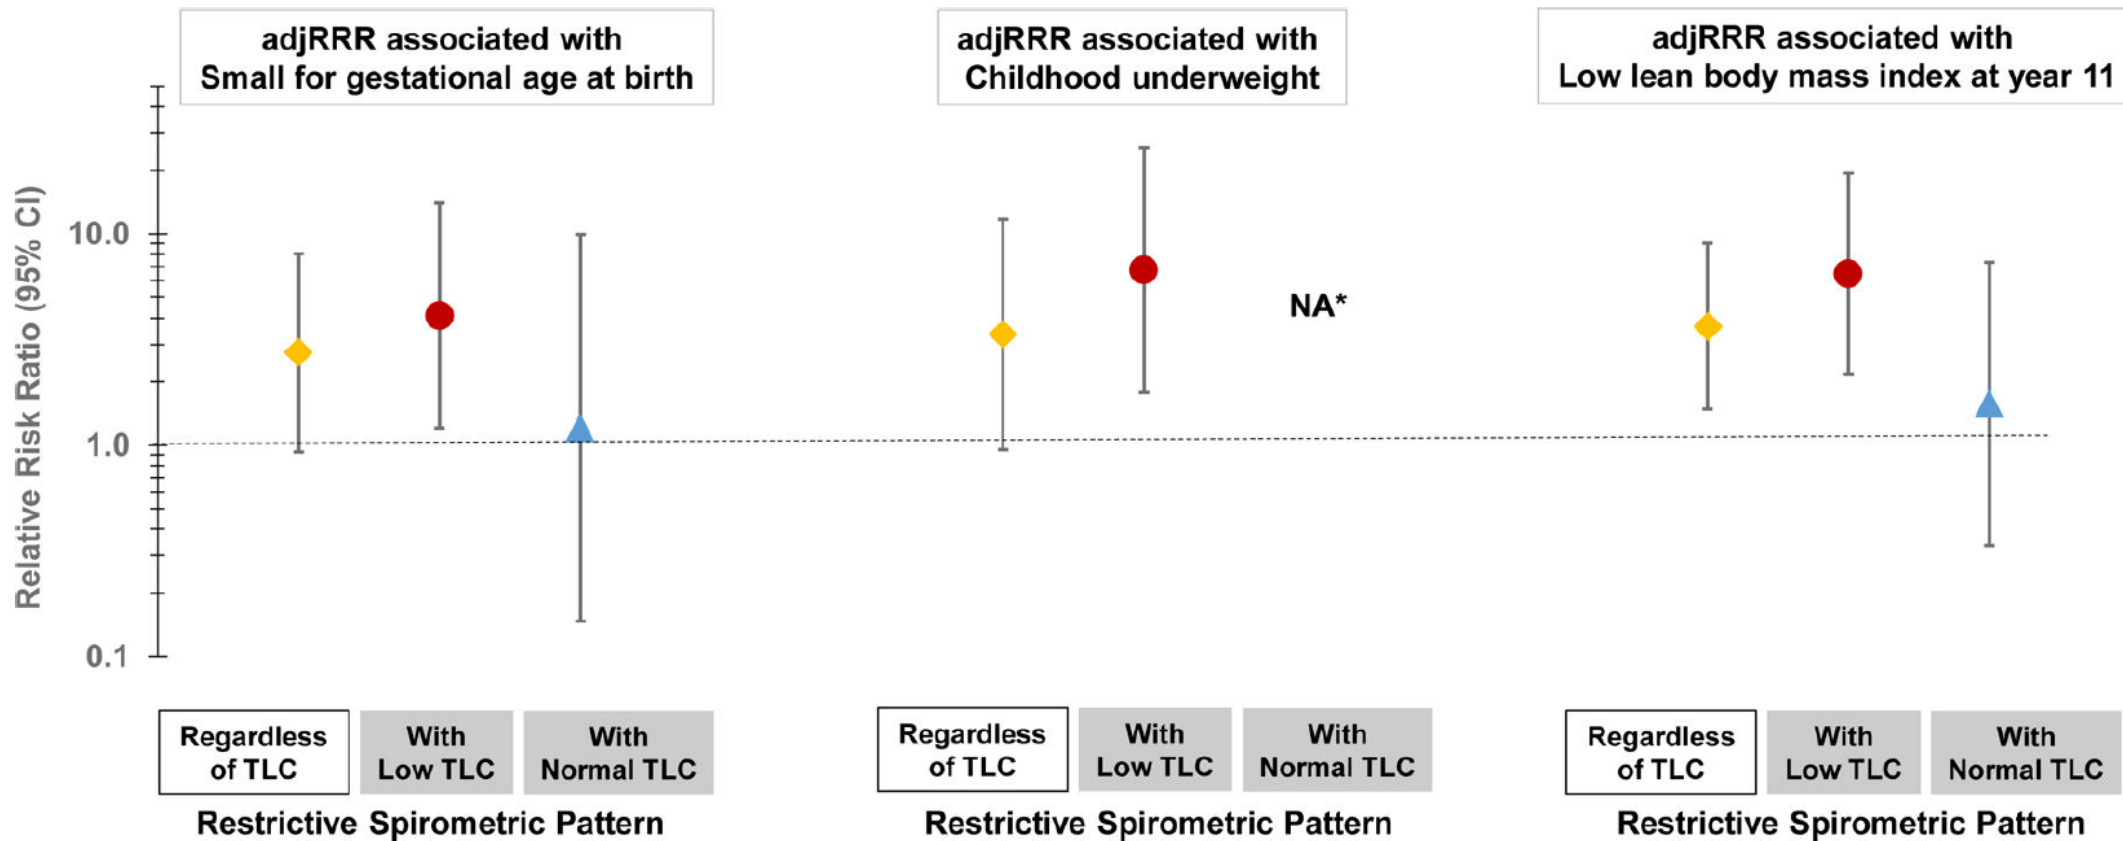 adjRRR associated with
Small for gestational age at birth
adjRRR associated with
Childhood underweight
adjRRR associated with
Low lean body mass index at year 11
Relative Risk Ratio (95% CI)
10.0
1.0
0.1
NA*
Regardless
of TLC
With
Low TLC
With
Normal TLC
Restrictive Spirometric Pattern
Regardless
of TLC
With
Low TLC
With
Normal TLC
Restrictive Spirometric Pattern
Regardless
of TLC
With
Low TLC
With
Normal TLC
Restrictive Spirometric Pattern